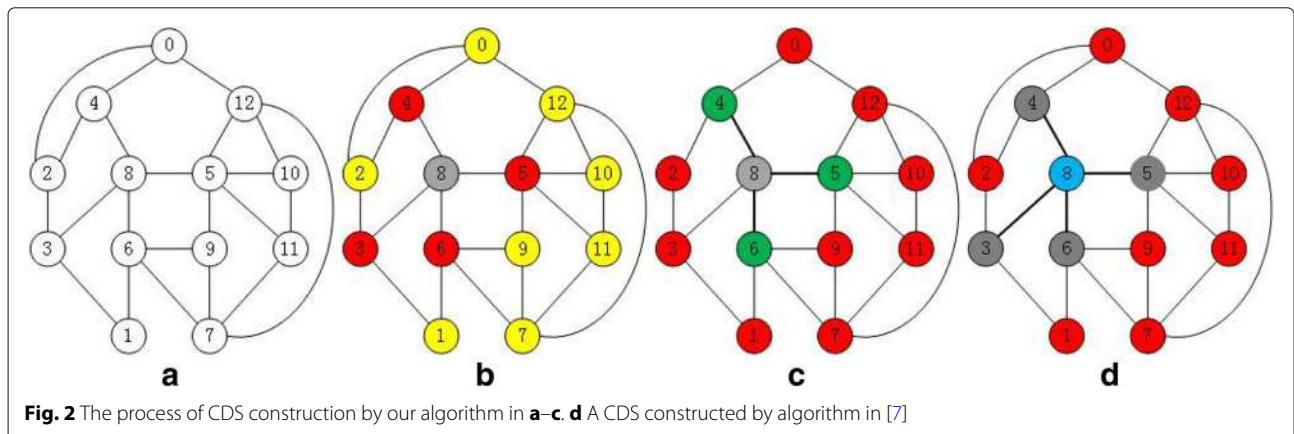 0 0 0 0
4 12 4 12 4 12 4 12
2 8 5 10 2 8 5 10 2 8 5 10 2 8 5 10
3 6 9 11 3 6 9 11 3 6 9 11 3 6 9 11
1 7 1 7 1 7 1 7
a b c d
Fig. 2 The process of CDS construction by our algorithm in a–c. d A CDS constructed by algorithm in [7]